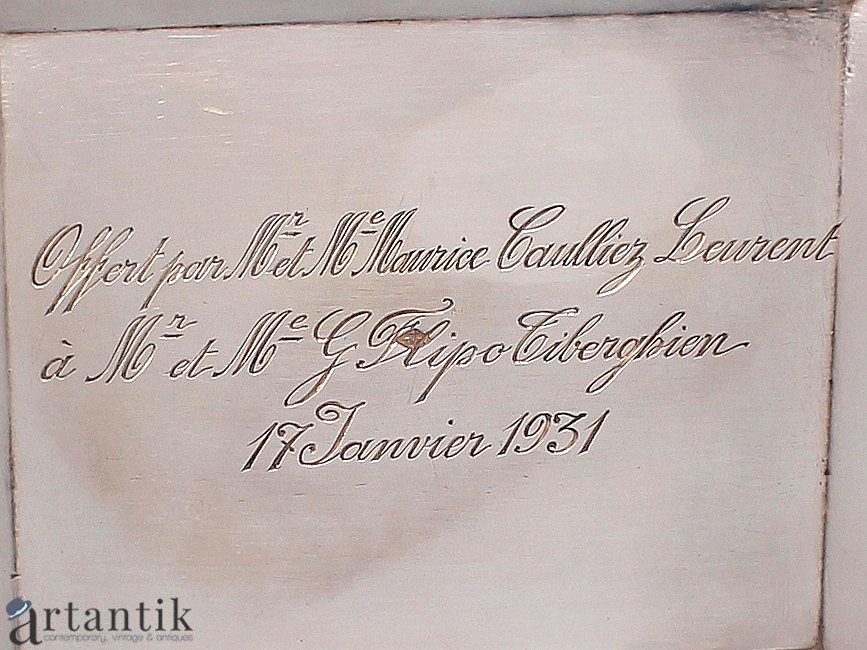 Offert par Mr et Me Maurice Caulliez Leurent
à Mr et Me G Flipo Tiberghien
17 Janvier 1931
artantik
contemporary, vintage & antiques